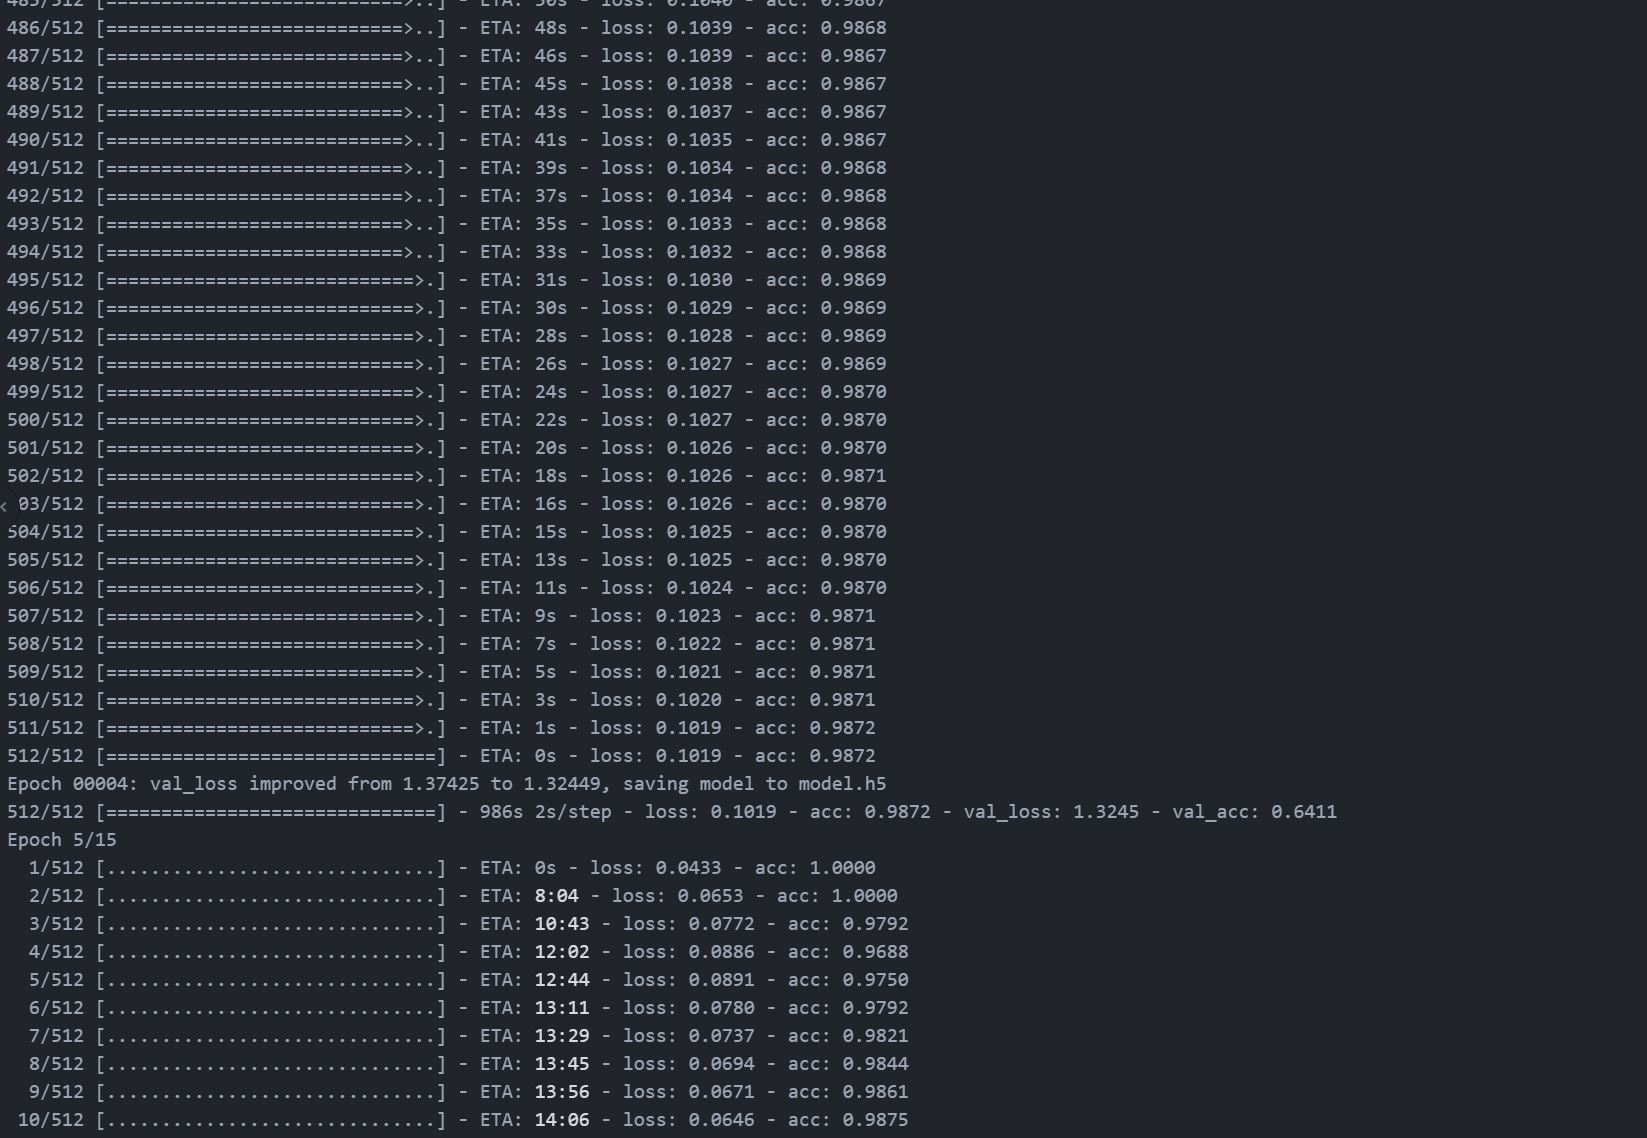 485/512 [===========================>..] - ETA: 50s - loss: 0.1040 - acc: 0.9867
486/512 [===========================>..] - ETA: 48s - loss: 0.1039 - acc: 0.9868
487/512 [===========================>..] - ETA: 46s - loss: 0.1039 - acc: 0.9867
488/512 [===========================>..] - ETA: 45s - loss: 0.1038 - acc: 0.9867
489/512 [===========================>..] - ETA: 43s - loss: 0.1037 - acc: 0.9867
490/512 [===========================>..] - ETA: 41s - loss: 0.1035 - acc: 0.9867
491/512 [===========================>..] - ETA: 39s - loss: 0.1034 - acc: 0.9868
492/512 [===========================>..] - ETA: 37s - loss: 0.1034 - acc: 0.9868
493/512 [===========================>..] - ETA: 35s - loss: 0.1033 - acc: 0.9868
494/512 [===========================>..] - ETA: 33s - loss: 0.1032 - acc: 0.9868
495/512 [============================>.] - ETA: 31s - loss: 0.1030 - acc: 0.9869
496/512 [============================>.] - ETA: 30s - loss: 0.1029 - acc: 0.9869
497/512 [============================>.] - ETA: 28s - loss: 0.1028 - acc: 0.9869
498/512 [============================>.] - ETA: 26s - loss: 0.1027 - acc: 0.9869
499/512 [============================>.] - ETA: 24s - loss: 0.1027 - acc: 0.9870
500/512 [============================>.] - ETA: 22s - loss: 0.1027 - acc: 0.9870
501/512 [============================>.] - ETA: 20s - loss: 0.1026 - acc: 0.9870
502/512 [============================>.] - ETA: 18s - loss: 0.1026 - acc: 0.9871
03/512 [============================>.] - ETA: 16s - loss: 0.1026 - acc: 0.9870
504/512 [============================>.] - ETA: 15s - loss: 0.1025 - acc: 0.9870
505/512 [============================>.] - ETA: 13s - loss: 0.1025 - acc: 0.9870
506/512 [============================>.] - ETA: 11s - loss: 0.1024 - acc: 0.9870
507/512 [============================>.] - ETA: 9s - loss: 0.1023 - acc: 0.9871
508/512 [============================>.] - ETA: 7s - loss: 0.1022 - acc: 0.9871
509/512 [============================>.] - ETA: 5s - loss: 0.1021 - acc: 0.9871
510/512 [============================>.] - ETA: 3s - loss: 0.1020 - acc: 0.9871
511/512 [============================>.] - ETA: 1s - loss: 0.1019 - acc: 0.9872
512/512 [==============================] - ETA: 0s - loss: 0.1019 - acc: 0.9872
Epoch 00004: val_loss improved from 1.37425 to 1.32449, saving model to model.h5
512/512 [==============================] - 986s 2s/step - loss: 0.1019 - acc: 0.9872 - val_loss: 1.3245 - val_acc: 0.6411
Epoch 5/15
1/512 [..............................] - ETA: 0s - loss: 0.0433 - acc: 1.0000
2/512 [..............................] - ETA: 8:04 - loss: 0.0653 - acc: 1.0000
3/512 [..............................] - ETA: 10:43 - loss: 0.0772 - acc: 0.9792
4/512 [..............................] - ETA: 12:02 - loss: 0.0886 - acc: 0.9688
5/512 [..............................] - ETA: 12:44 - loss: 0.0891 - acc: 0.9750
6/512 [..............................] - ETA: 13:11 - loss: 0.0780 - acc: 0.9792
7/512 [..............................] - ETA: 13:29 - loss: 0.0737 - acc: 0.9821
8/512 [..............................] - ETA: 13:45 - loss: 0.0694 - acc: 0.9844
9/512 [..............................] - ETA: 13:56 - loss: 0.0671 - acc: 0.9861
10/512 [..............................] - ETA: 14:06 - loss: 0.0646 - acc: 0.9875